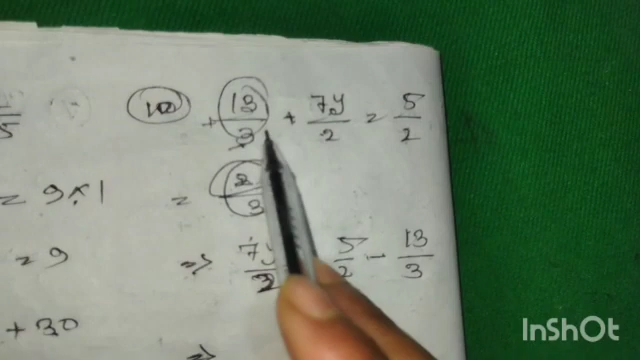 (10) + 13/3 + 7y/2 = 5/2
= 9×1 = 2/3
= 9 ⇒ 7y/2 5/2 - 13/3
+ 30 ⇒
InShOt